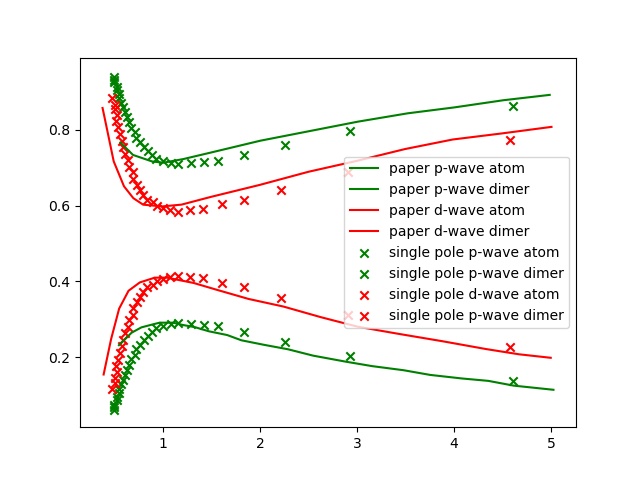 0.8
0.6
0.4
0.2
1
2
3
4
5
paper p-wave atom
paper p-wave dimer
paper d-wave atom
paper d-wave dimer
single pole p-wave atom
single pole p-wave dimer
single pole d-wave atom
single pole p-wave dimer